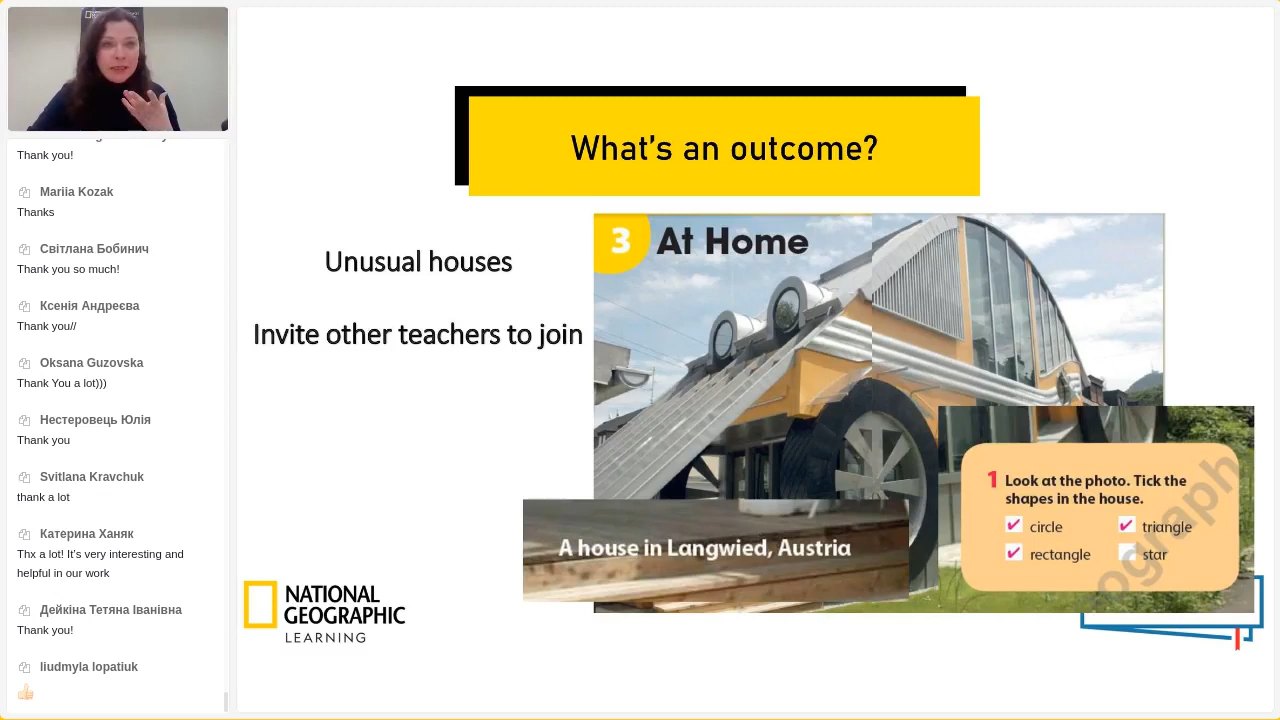 Thank you!
Mariia Kozak
Thanks
Світлана Бобинич
Thank you so much!
Ксенія Андреєва
Thank you//
Oksana Guzovska
Thank You a lot)))
Нестеровець Юлія
Thank you
Svitlana Kravchuk
thank a lot
Катерина Ханяк
Thx a lot! It's very interesting and
helpful in our work
Дейкіна Тетяна Іванівна
Thank you!
liudmyla lopatiuk
What's an outcome?
Unusual houses
Invite other teachers to join
3 At Home
A house in Langwied, Austria
1 Look at the photo. Tick the
shapes in the house.
circle
triangle
rectangle
star
ograph
NATIONAL
GEOGRAPHIC
LEARNING